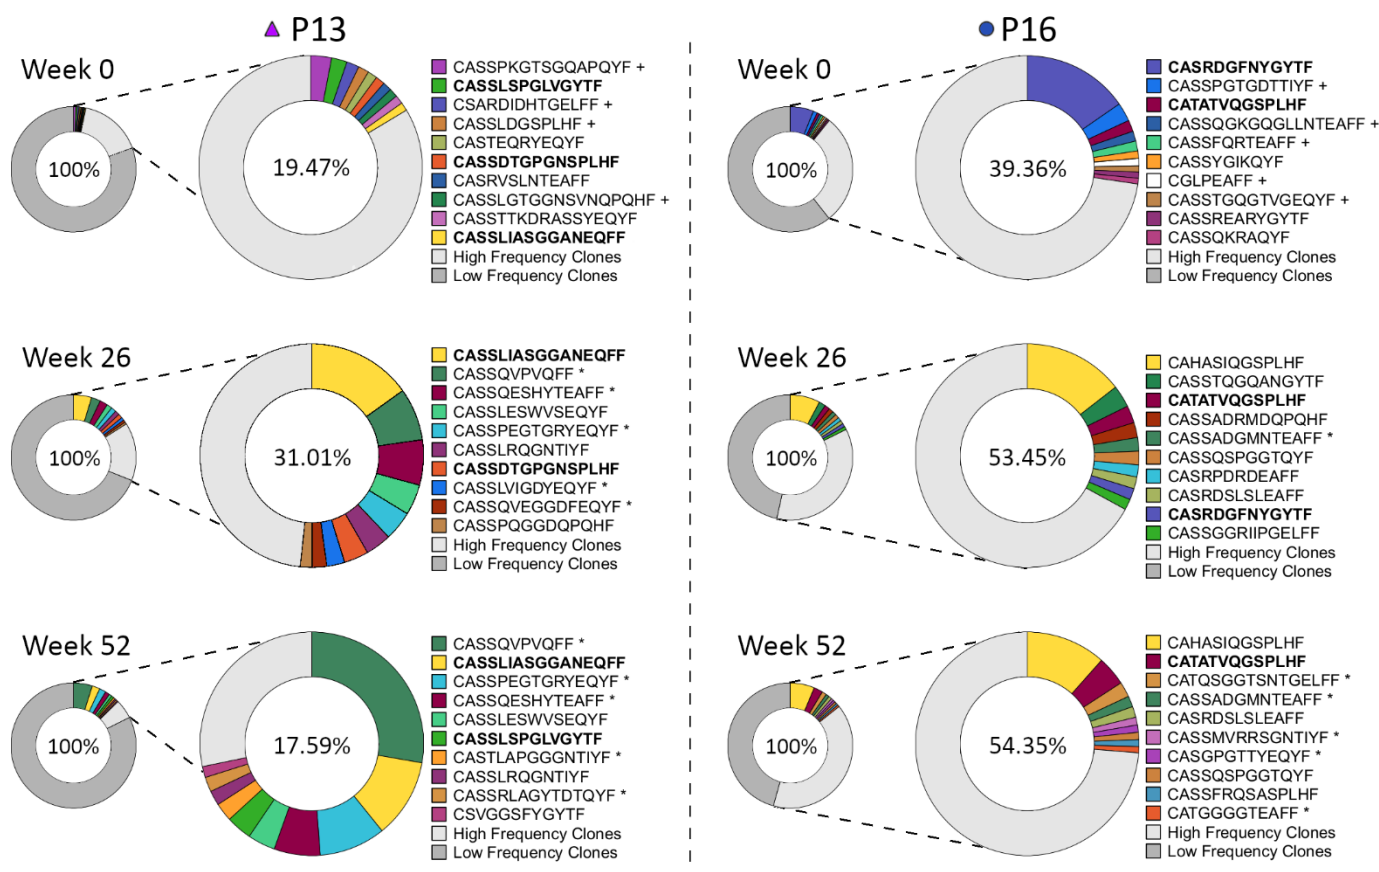 P13
Week 0
100%
19.47%
CASSPKGTSGQAPQYF +
CASSLSPGLVGYTF
CSARDIDHTGELFF +
CASSLDGSPLHF +
CASTEQRYEQYF
CASSDTGPGNSPLHF
CASRVSLNTEAFF
CASSLGTGGNSVNQPQHF +
CASSTTKDRASSYEQYF
CASSLIASGGANEQFF
High Frequency Clones
Low Frequency Clones
Week 26
100%
31.01%
CASSLIASGGANEQFF
CASSQVPVQFF *
CASSQESHYTEAFF *
CASSLESWVSEQYF
CASSPEGTGRYEQYF *
CASSLRQGNTIYF
CASSDTGPGNSPLHF
CASSLVIGDYEQYF *
CASSQVEGGDFEQYF *
CASSPQGGDQPQHF
High Frequency Clones
Low Frequency Clones
Week 52
100%
17.59%
CASSQVPVQFF *
CASSLIASGGANEQFF
CASSPEGTGRYEQYF *
CASSQESHYTEAFF *
CASSLESWVSEQYF
CASSLSPGLVGYTF
CASTLAPGGGNTIYF *
CASSLRQGNTIYF
CASSRLAGYTDTQYF *
CSVGGSFYGYTF
High Frequency Clones
Low Frequency Clones
P16
Week 0
100%
39.36%
CASRDGFNYGYTF
CASSPGTGDTTIYF +
CATATVQGSPLHF
CASSQGKGQGLLNTEAFF +
CASSFQRTEAFF +
CASSYGIKQYF
CGLPEAFF +
CASSTGQGTVGEQYF +
CASSREARYGYTF
CASSQKRAQYF
High Frequency Clones
Low Frequency Clones
Week 26
100%
53.45%
CAHASIQGSPLHF
CASSTQGQANGYTF
CATATVQGSPLHF
CASSADRMDQPQHF
CASSADGMNTEAFF *
CASSQSPGGTQYF
CASRPDRDEAFF
CASRDSLSLEAFF
CASRDGFNYGYTF
CASSGGRIIPGELFF
High Frequency Clones
Low Frequency Clones
Week 52
100%
54.35%
CAHASIQGSPLHF
CATATVQGSPLHF
CATQSGGTSNTGELFF *
CASSADGMNTEAFF *
CASRDSLSLEAFF
CASSMVRRSGNTIYF *
CASGPGTTYEQYF *
CASSQSPGGTQYF
CASSFRQSASPLHF
CATGGGGTEAFF *
High Frequency Clones
Low Frequency Clones